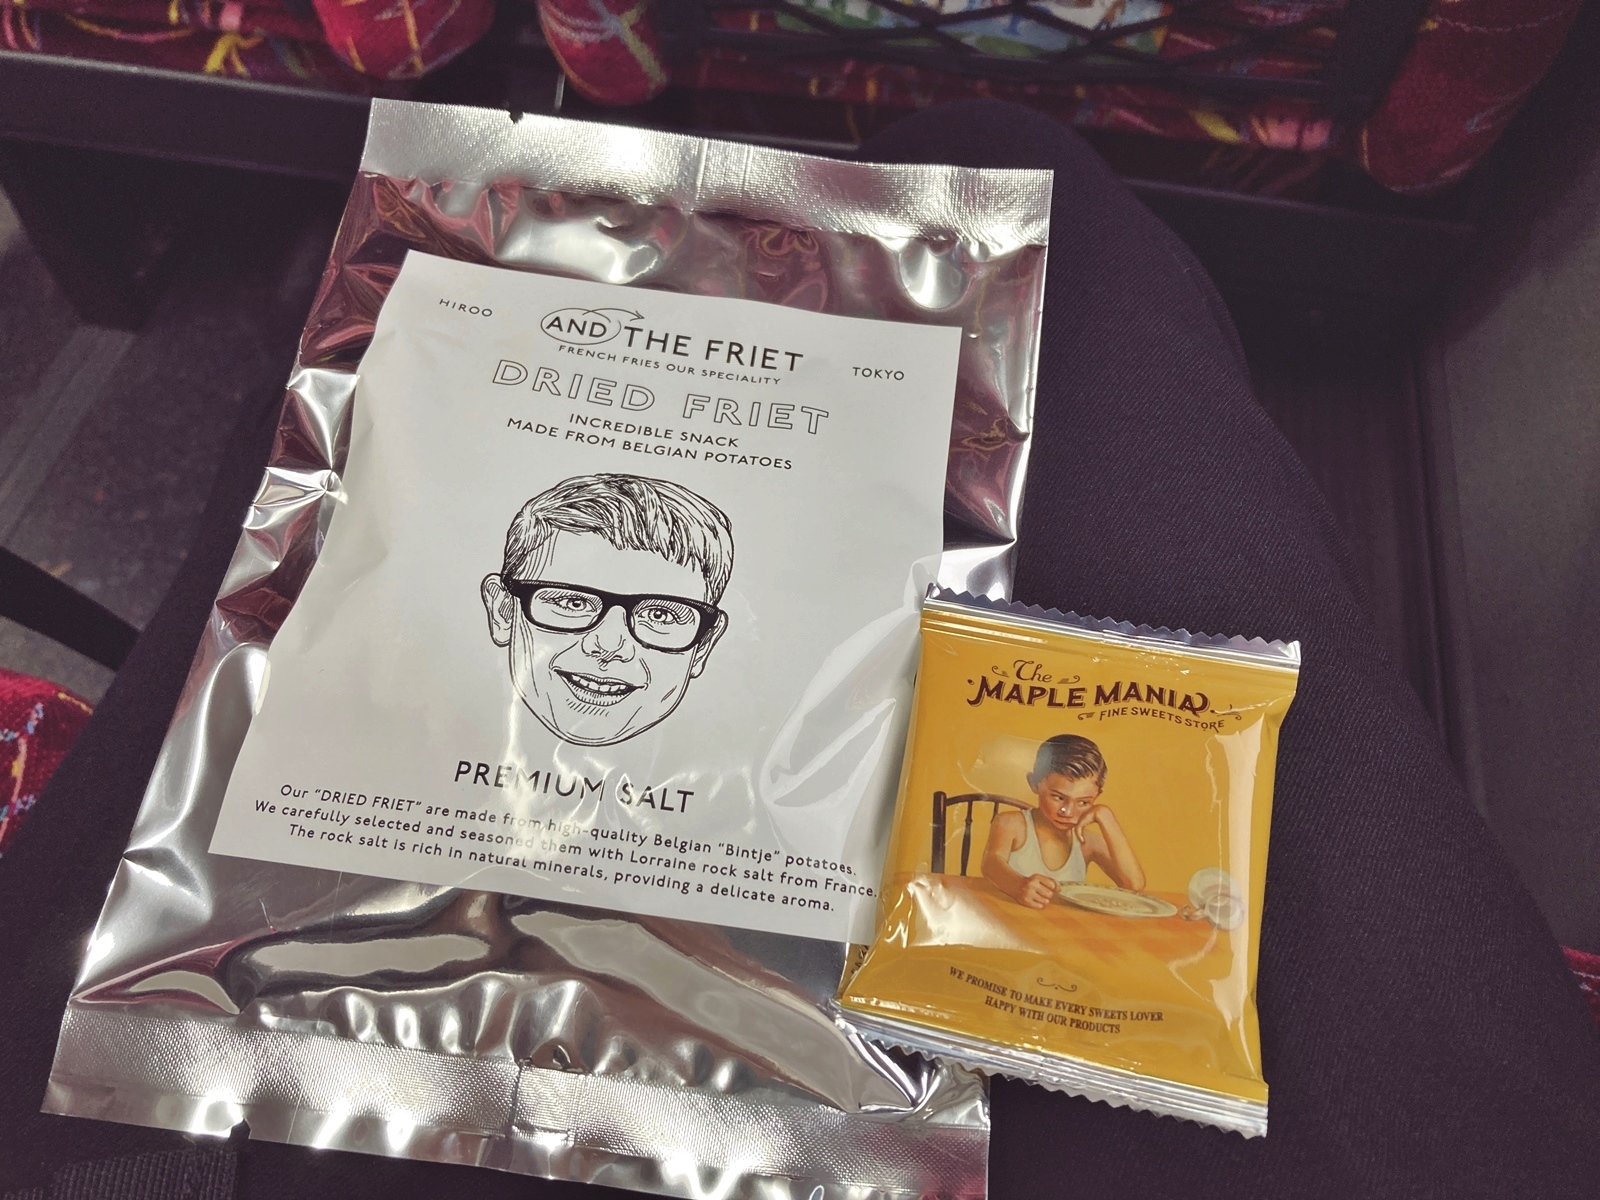 HIROO
AND THE FRIET
FRENCH FRIES OUR SPECIALITY
TOKYO
DRIED FRIET
INCREDIBLE SNACK
MADE FROM BELGIAN POTATOES
PREMIUM SALT
Our “DRIED FRIET” are made from high-quality Belgian “Bintje” potatoes.
We carefully selected and seasoned them with Lorraine rock salt from France.
The rock salt is rich in natural minerals, providing a delicate aroma.
The
MAPLE MANIA
FINE SWEETS STORE
WE PROMISE TO MAKE EVERY SWEETS LOVER
HAPPY WITH OUR PRODUCTS